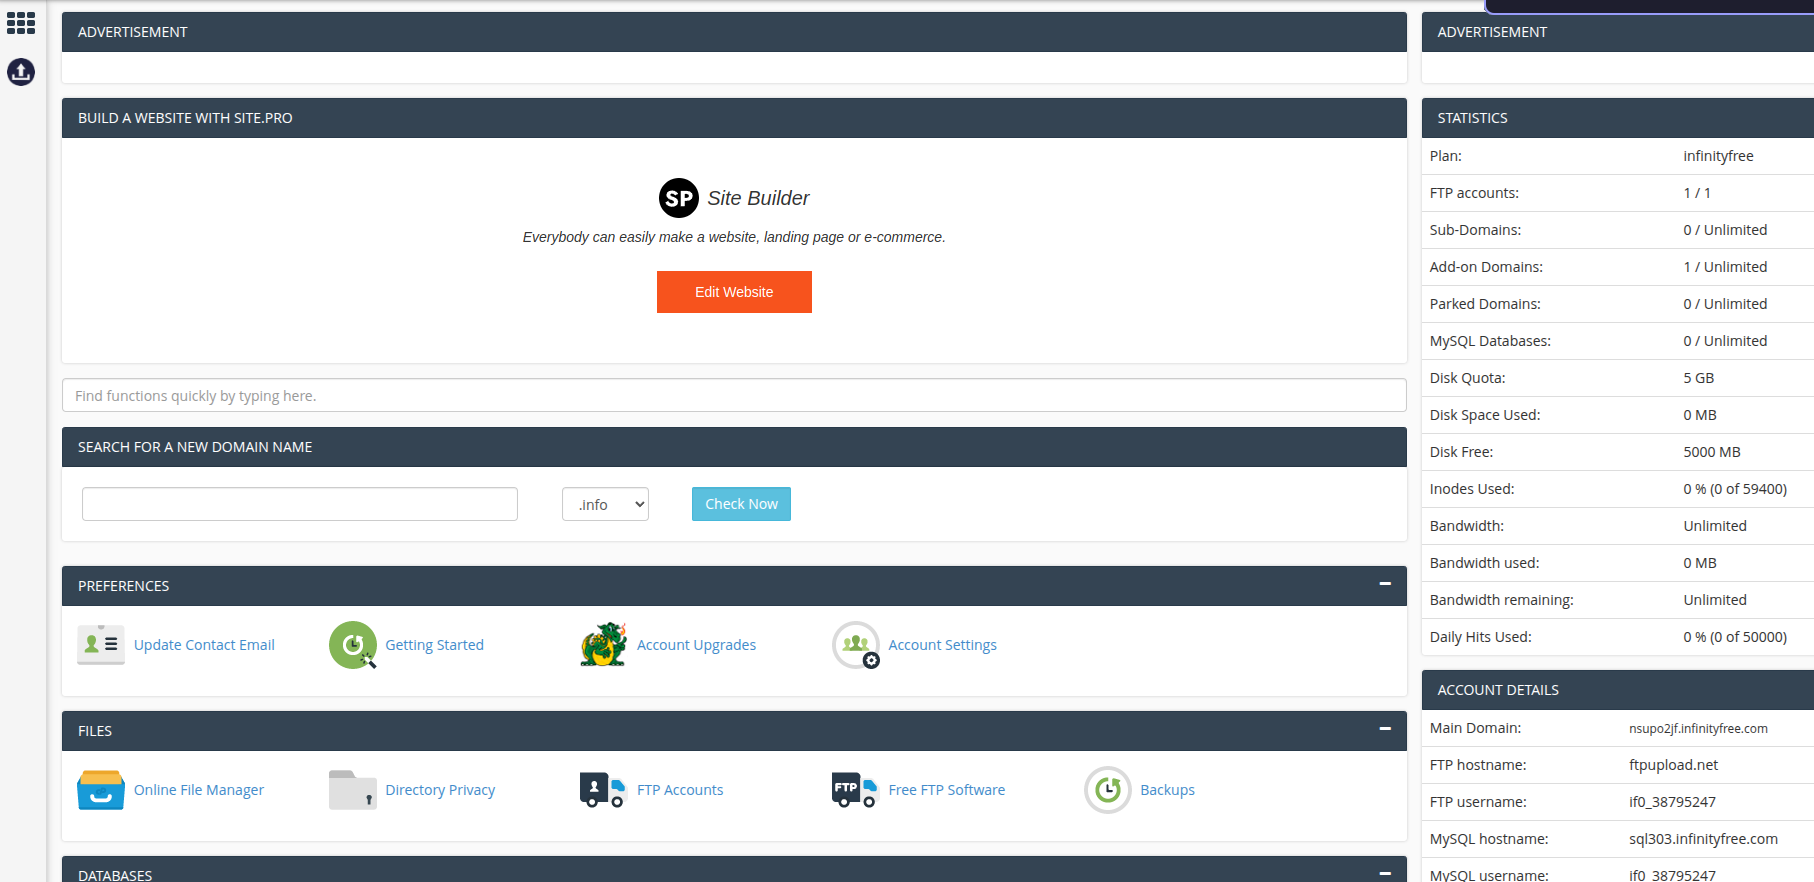 ADVERTISEMENT
BUILD A WEBSITE WITH SITE.PRO
SP Site Builder
Everybody can easily make a website, landing page or e-commerce.
Edit Website
Find functions quickly by typing here.
SEARCH FOR A NEW DOMAIN NAME
.info
Check Now
PREFERENCES
Update Contact Email
Getting Started
Account Upgrades
Account Settings
FILES
Online File Manager
Directory Privacy
FTP Accounts
FTP
Free FTP Software
Backups
DATABASES
ADVERTISEMENT
STATISTICS
Plan: infinityfree
FTP accounts: 1 / 1
Sub-Domains: 0 / Unlimited
Add-on Domains: 1 / Unlimited
Parked Domains: 0 / Unlimited
MySQL Databases: 0 / Unlimited
Disk Quota: 5 GB
Disk Space Used: 0 MB
Disk Free: 5000 MB
Inodes Used: 0 % (0 of 59400)
Bandwidth: Unlimited
Bandwidth used: 0 MB
Bandwidth remaining: Unlimited
Daily Hits Used: 0 % (0 of 50000)
ACCOUNT DETAILS
Main Domain: nsupo2jf.infinityfree.com
FTP hostname: ftpupload.net
FTP username: if0_38795247
MySQL hostname: sql303.infinityfree.com
MySQL username: if0_38795247